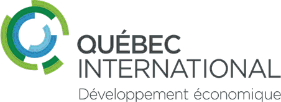 QUÉBEC
INTERNATIONAL
Développement économique